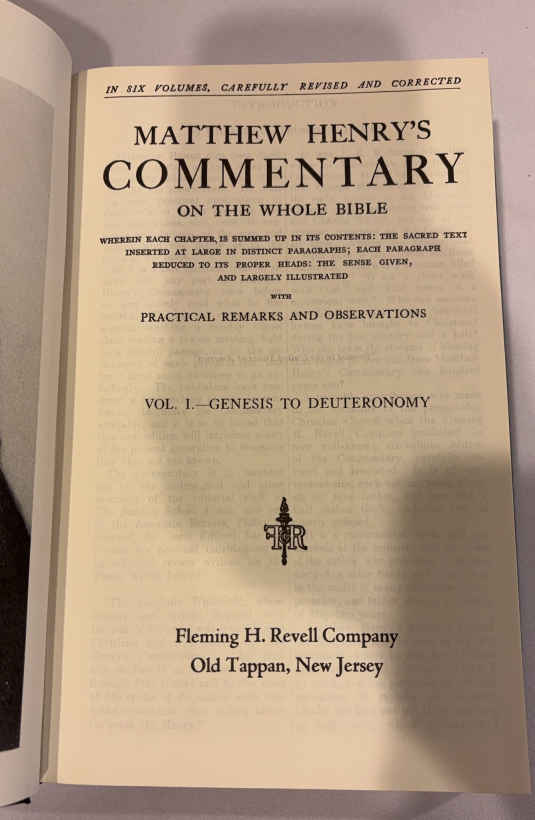 IN SIX VOLUMES, CAREFULLY REVISED AND CORRECTED
MATTHEW HENRY'S
COMMENTARY
ON THE WHOLE BIBLE
WHEREIN EACH CHAPTER, IS SUMMED UP IN ITS CONTENTS: THE SACRED TEXT
INSERTED AT LARGE IN DISTINCT PARAGRAPHS; EACH PARAGRAPH
REDUCED TO ITS PROPER HEADS: THE SENSE GIVEN,
AND LARGELY ILLUSTRATED
WITH
PRACTICAL REMARKS AND OBSERVATIONS
VOL. I.—GENESIS TO DEUTERONOMY
Fleming H. Revell Company
Old Tappan, New Jersey